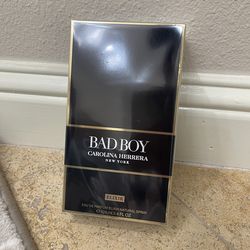 BAD BOY
CAROLINA HERRERA
NEW YORK
ELIXIR